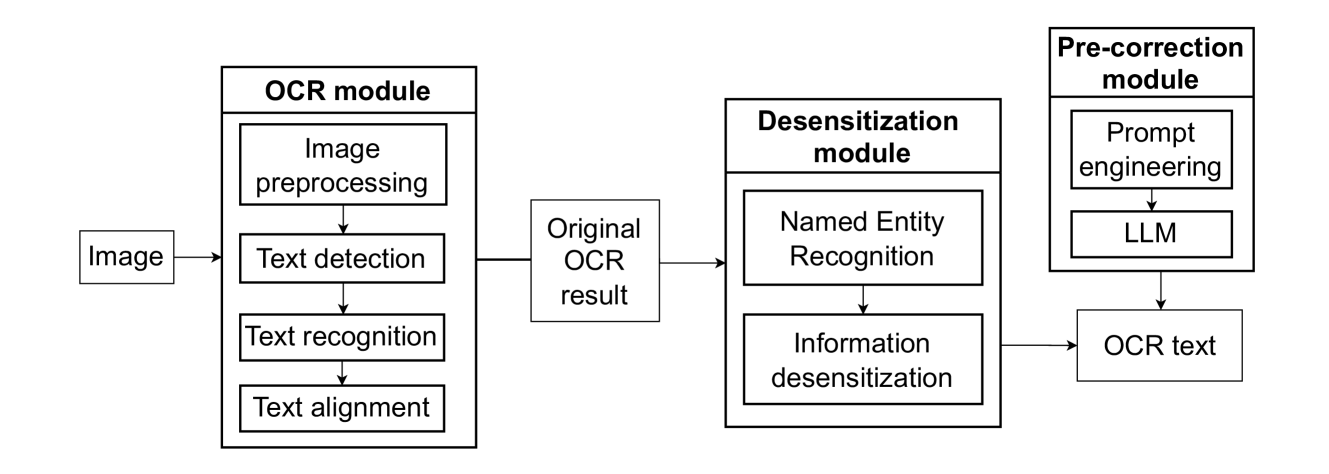 Image
OCR module
Image
preprocessing
Text detection
Text recognition
Text alignment
Original
OCR
result
Desensitization
module
Named Entity
Recognition
Information
desensitization
Pre-correction
module
Prompt
engineering
LLM
OCR text